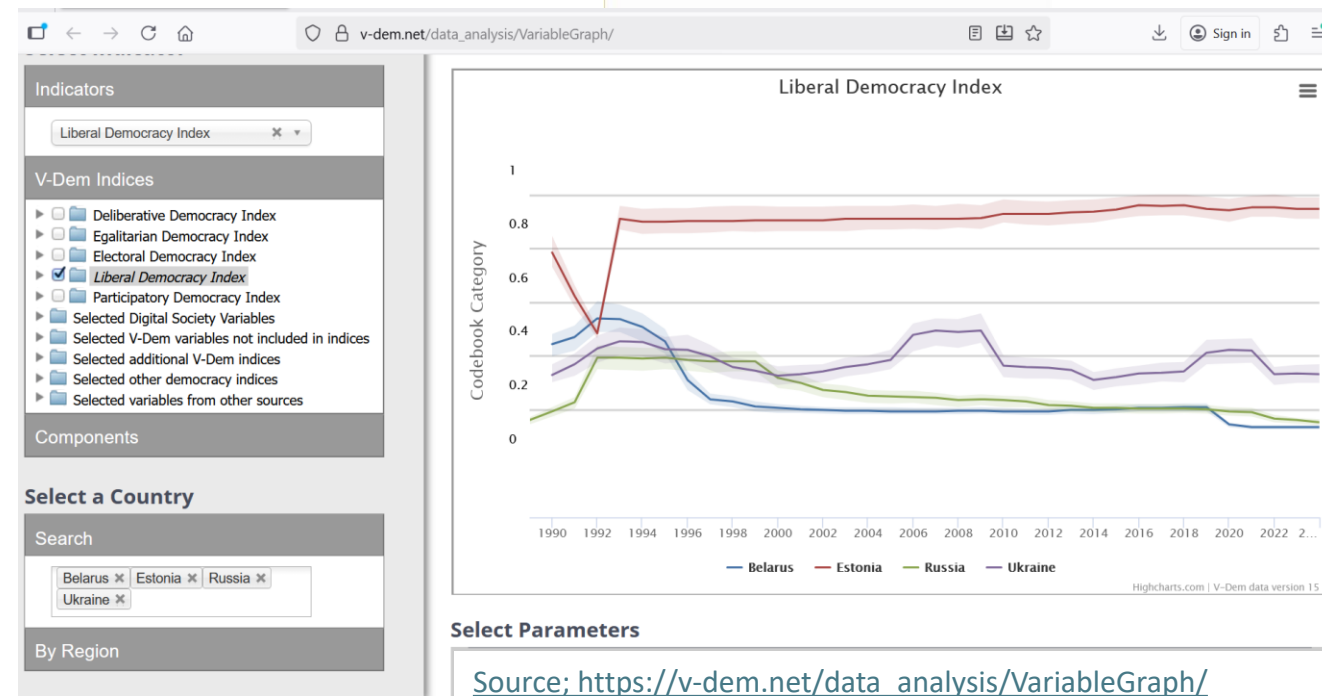 v-dem.net/data_analysis/VariableGraph/
Sign in
Indicators
Liberal Democracy Index
V-Dem Indices
Deliberative Democracy Index
Egalitarian Democracy Index
Electoral Democracy Index
Liberal Democracy Index
Participatory Democracy Index
Selected Digital Society Variables
Selected V-Dem variables not included in indices
Selected additional V-Dem indices
Selected other democracy indices
Selected variables from other sources
Components
Select a Country
Search
Belarus Estonia Russia
Ukraine
By Region
Liberal Democracy Index
Codebook Category
1
0.8
0.6
0.4
0.2
0
1990 1992 1994 1996 1998 2000 2002 2004 2006 2008 2010 2012 2014 2016 2018 2020 2022 2...
Belarus Estonia Russia Ukraine
Highcharts.com | V-Dem data version 15
Select Parameters
Source; https://v-dem.net/data_analysis/VariableGraph/